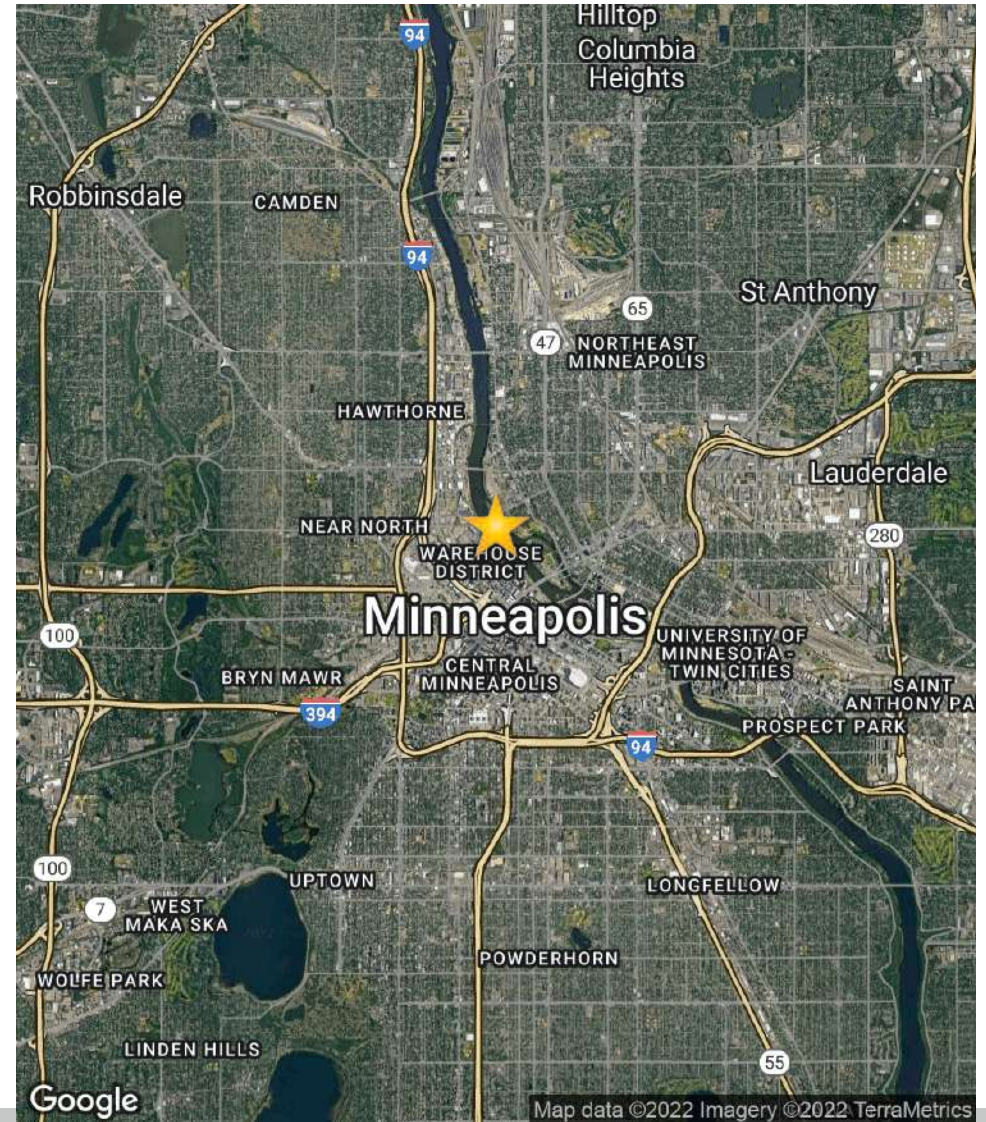 Hilltop
94
Columbia
Heights
Robbinsdale
CAMDEN
94
St Anthony
65
47
NORTHEAST
MINNEAPOLIS
HAWTHORNE
Lauderdale
NEAR NORTH
280
WAREHOUSE
DISTRICT
Minneapolis
100
UNIVERSITY OF
MINNESOTA -
TWIN CITIES
CENTRAL
MINNEAPOLIS
BRYN MAWR
SAINT
ANTHONY PA
394
PROSPECT PARK
94
100
UPTOWN
LONGFELLOW
7
WEST
MAKA SKA
POWDERHORN
WOLFE PARK
LINDEN HILLS
55
Google
Map data ©2022 Imagery ©2022 TerraMetrics